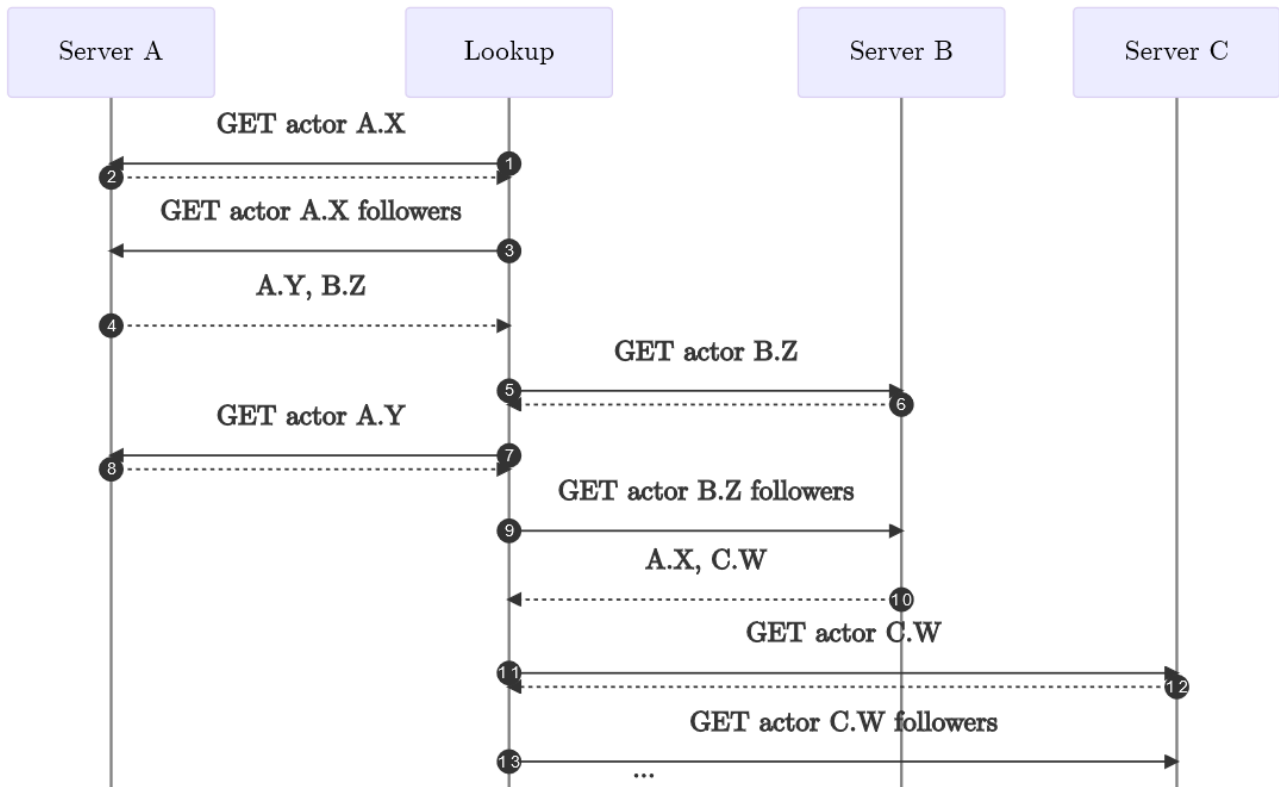 Server A
Lookup
Server B
Server C
GET actor A.X
1
2
GET actor A.X followers
3
A.Y, B.Z
4
GET actor B.Z
5
6
GET actor A.Y
7
8
GET actor B.Z followers
9
A.X, C.W
10
GET actor C.W
11
12
GET actor C.W followers
13
...